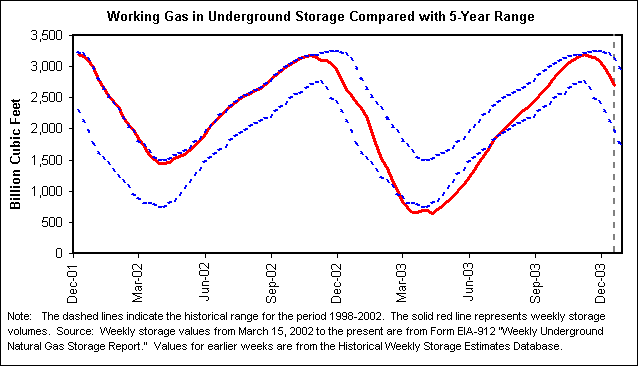 Working Gas in Underground Storage Compared with 5-Year Range
Billion Cubic Feet
3,500
3,000
2,500
2,000
1,500
1,000
500
0
Dec-01
Mar-02
Jun-02
Sep-02
Dec-02
Mar-03
Jun-03
Sep-03
Dec-03
Note: The dashed lines indicate the historical range for the period 1998-2002. The solid red line represents weekly storage
volumes. Source: Weekly storage values from March 15, 2002 to the present are from Form EIA-912 "Weekly Underground
Natural Gas Storage Report." Values for earlier weeks are from the Historical Weekly Storage Estimates Database.